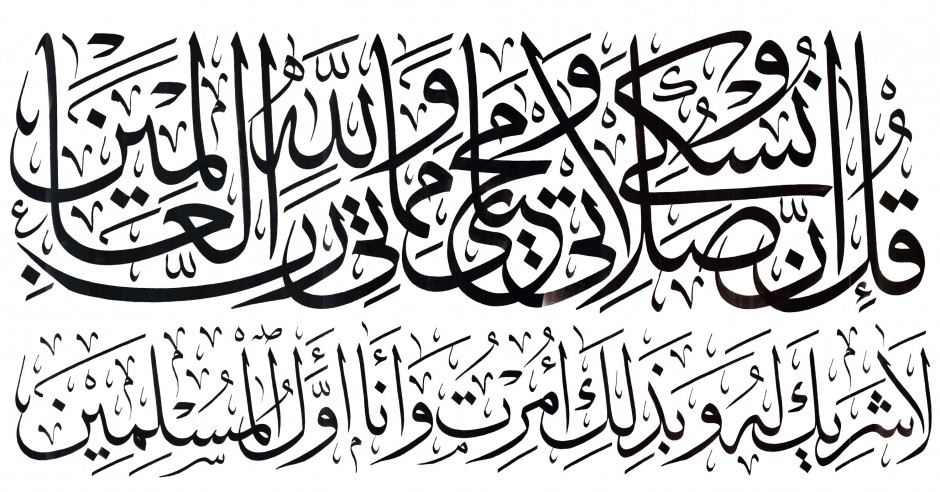 قُلْ إِنَّ صَلَاتِي وَنُسُكِي وَمَحْيَايَ وَمَمَاتِي لِلَّهِ رَبِّ الْعَالَمِينَ
لَا شَرِيكَ لَهُ وَبِذَلِكَ أُمِرْتُ وَأَنَا أَوَّلُ الْمُسْلِمِينَ